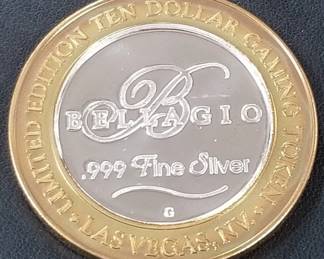 LIMITED EDITION TEN DOLLAR GAMING TOKEN
B
BELLAGIO
.999 Fine Silver
G
• LAS VEGAS, NV. •